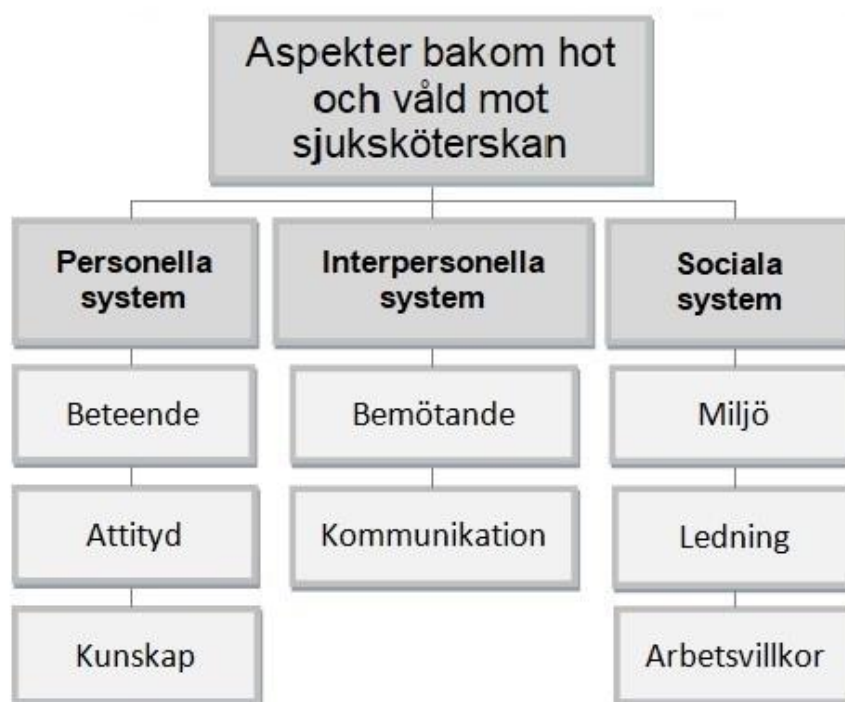 Aspekter bakom hot
och våld mot
sjuksköterskan
Personella
system
Beteende
Attityd
Kunskap
Interpersonella
system
Bemötande
Kommunikation
Sociala
system
Miljö
Ledning
Arbetsvillkor